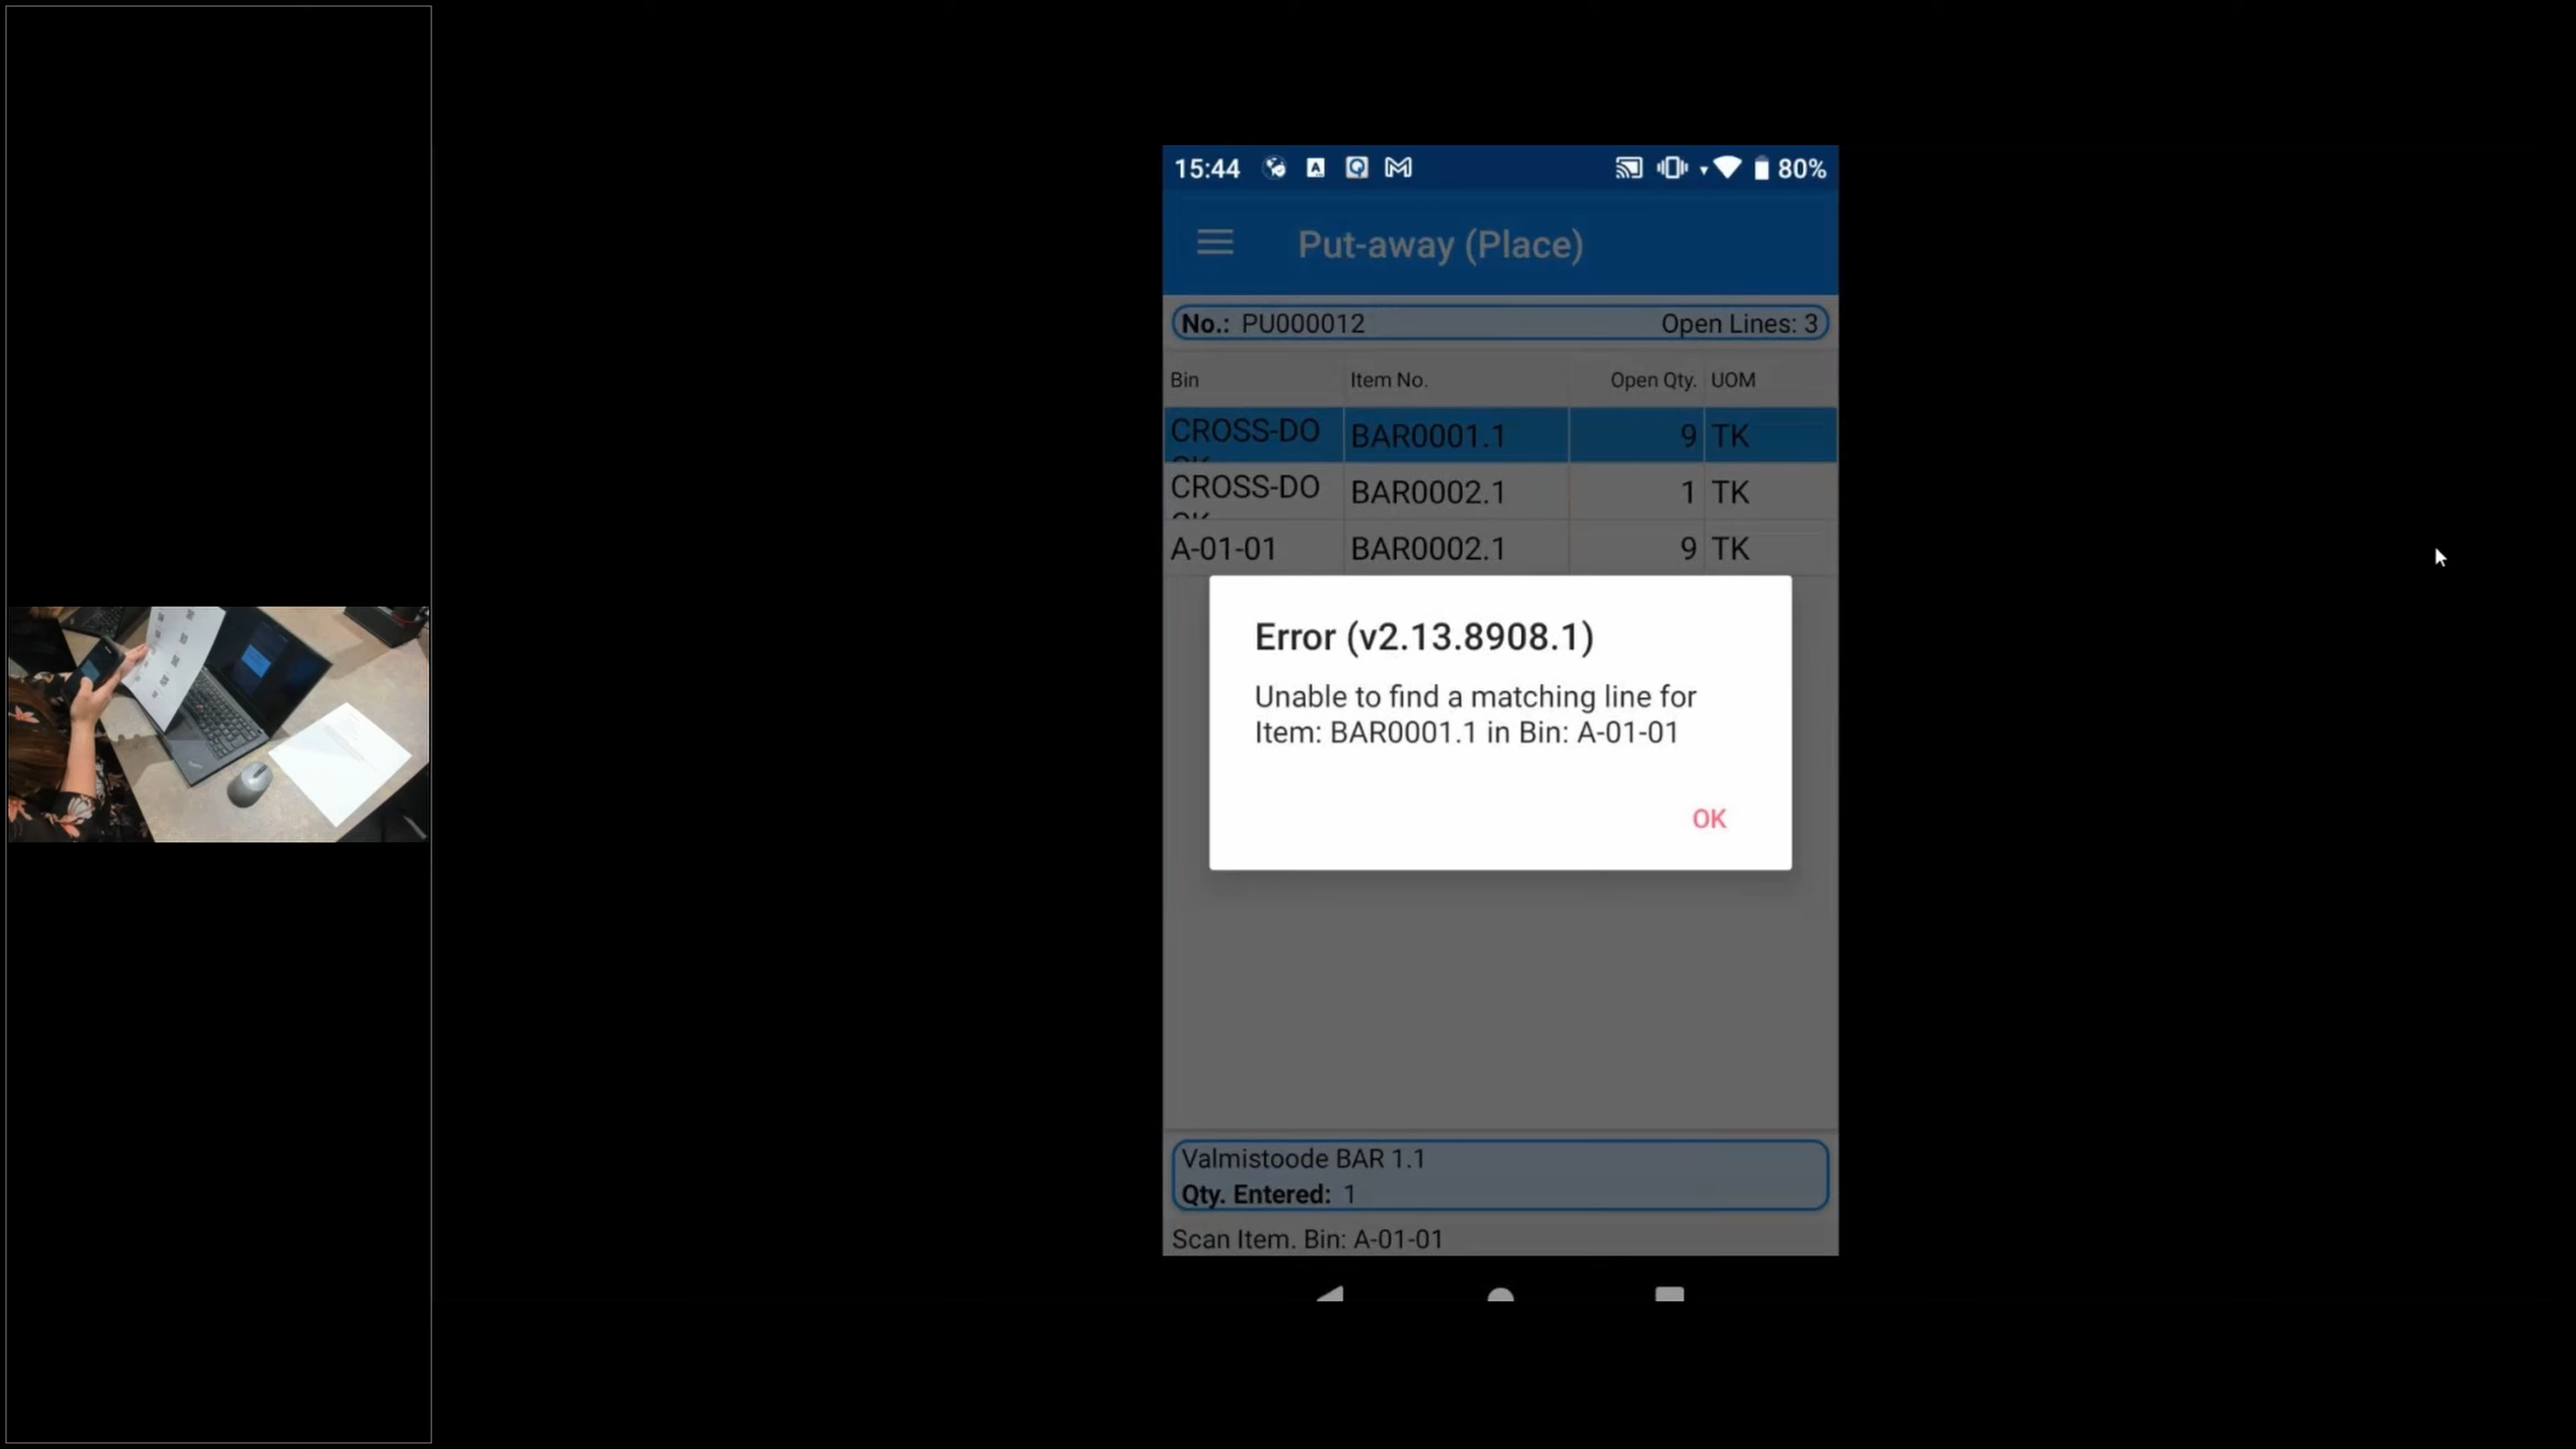 15:44 80%
Put-away (Place)
No.: PU000012 Open Lines: 3
Bin Item No. Open Qty. UOM
CROSS-DO BAR0001.1 9 TK
CROSS-DO BAR0002.1 1 TK
A-01-01 BAR0002.1 9 TK
Error (v2.13.8908.1)
Unable to find a matching line for
Item: BAR0001.1 in Bin: A-01-01
OK
Valmistoode BAR 1.1
Qty. Entered: 1
Scan Item. Bin: A-01-01